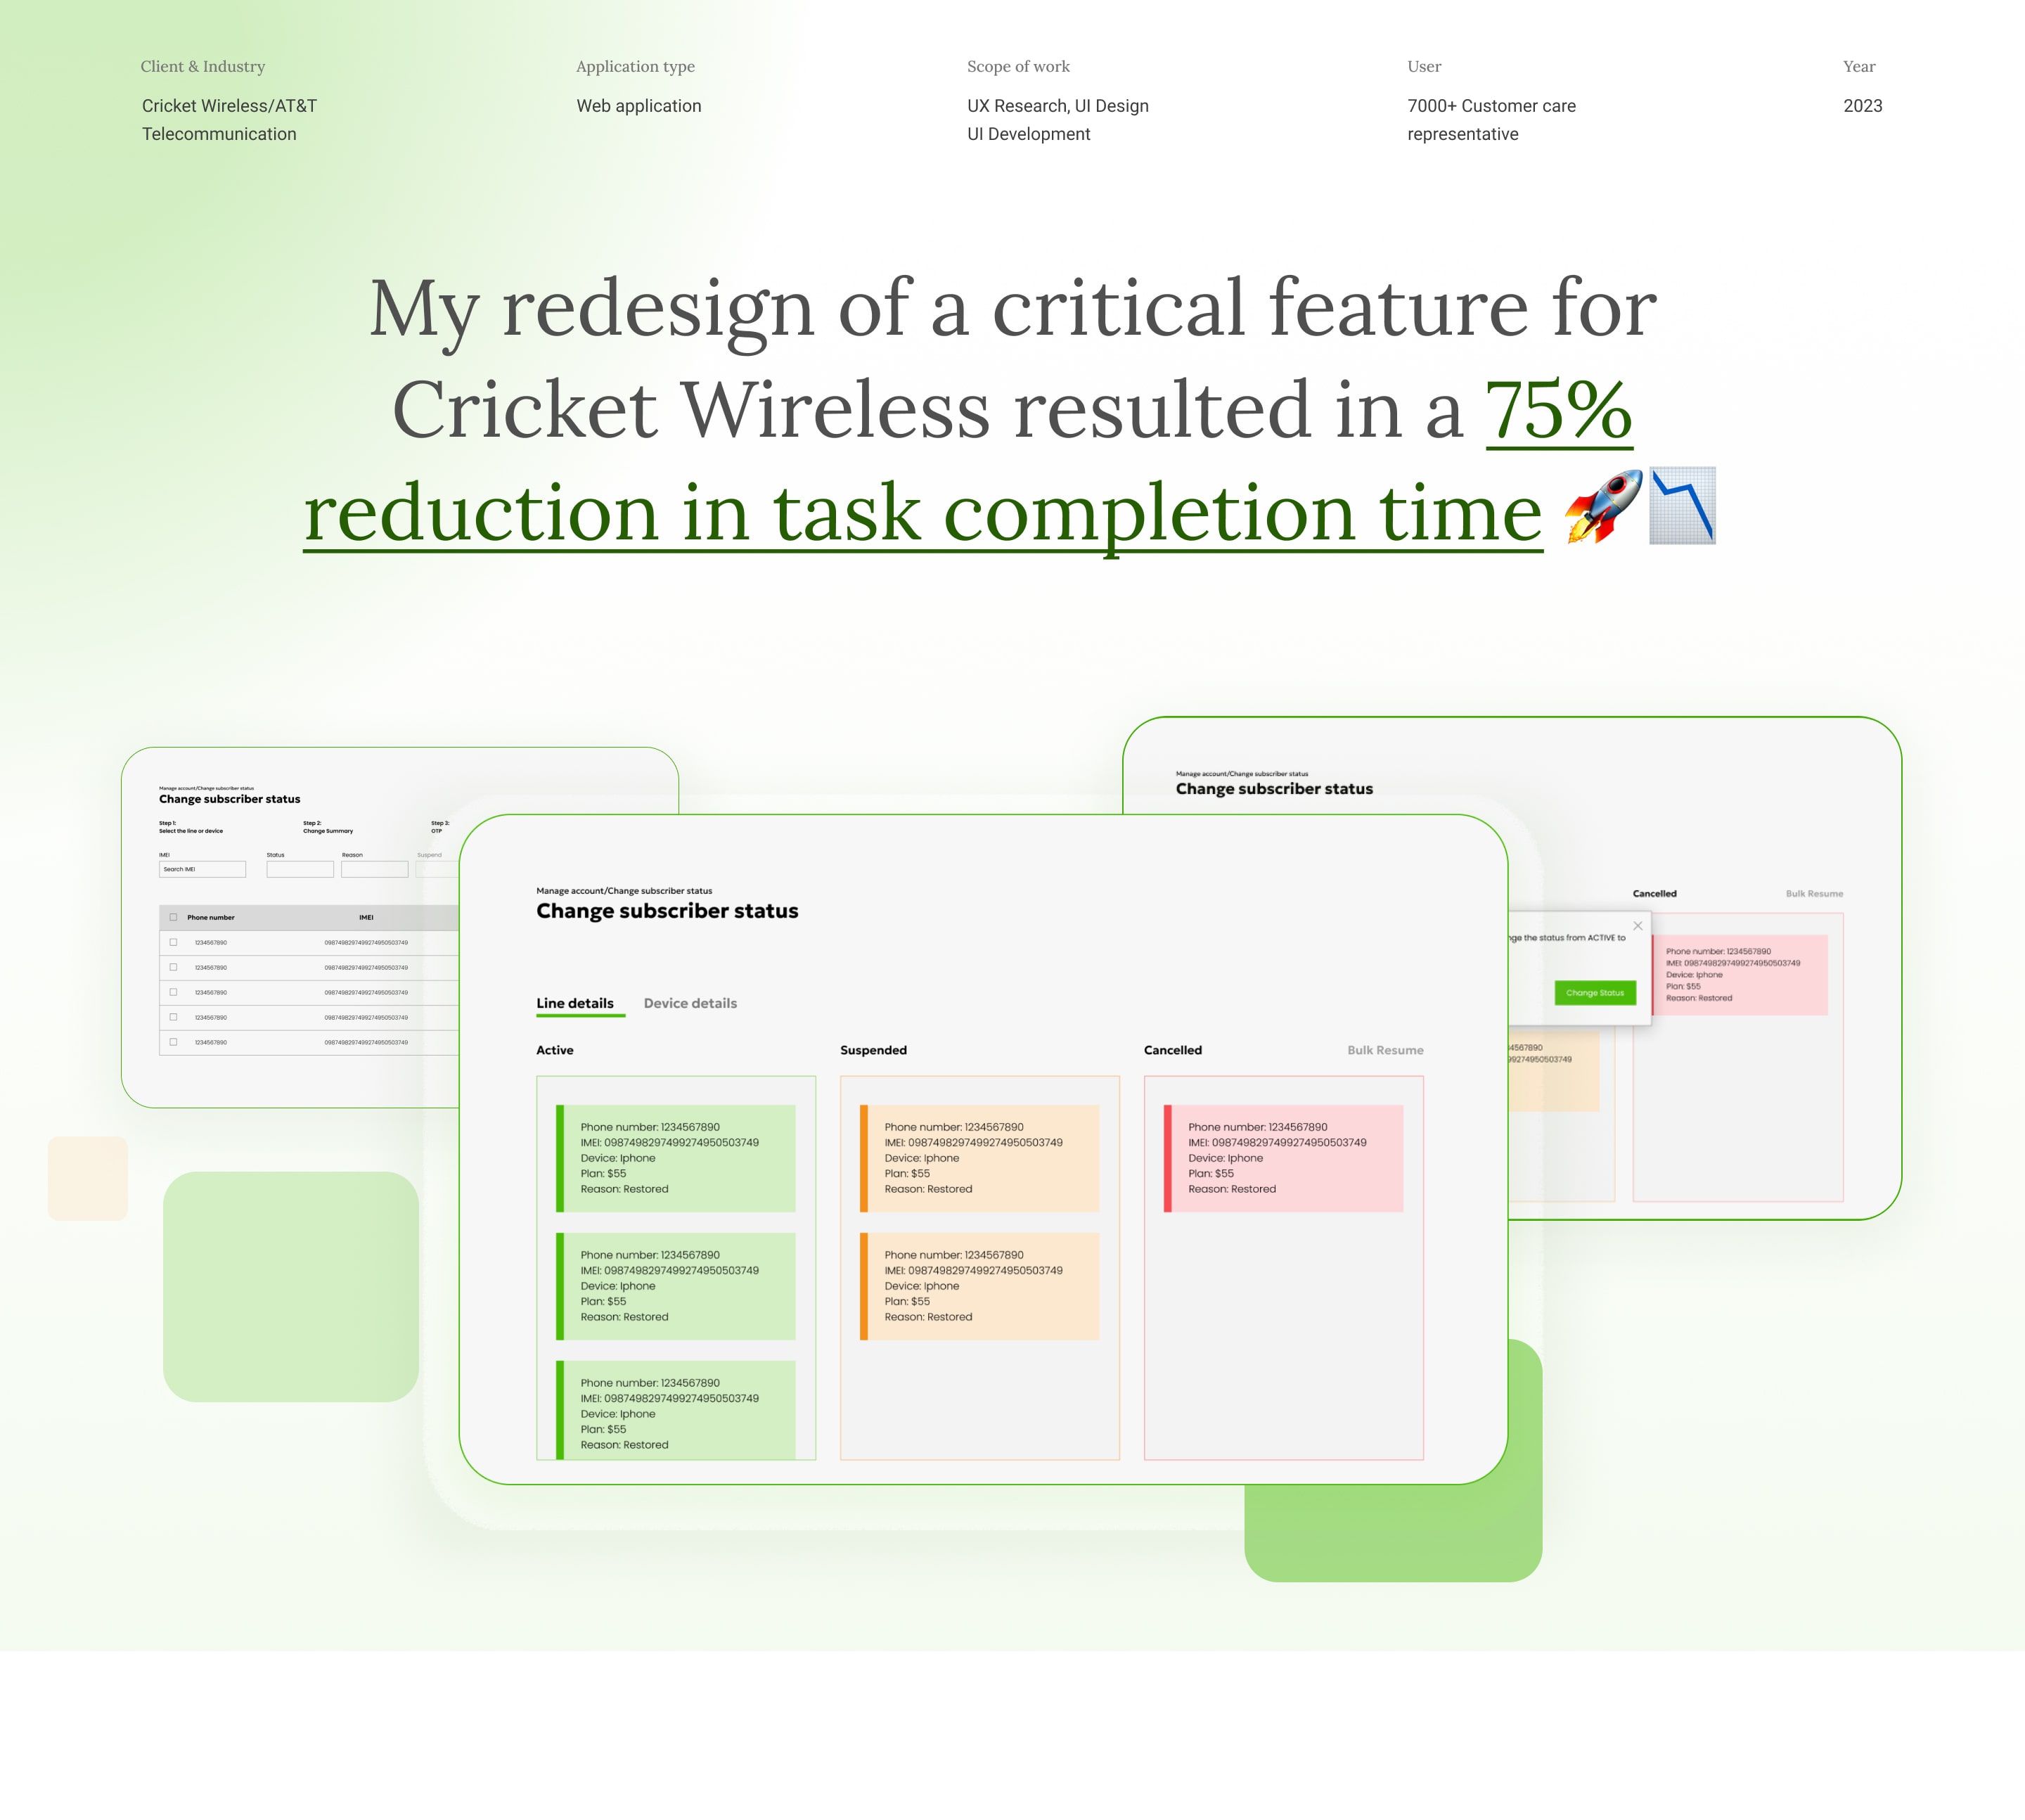 Client & Industry
Cricket Wireless/AT&T
Telecommunication
Application type
Web application
Scope of work
UX Research, UI Design
UI Development
User
7000+ Customer care
representative
Year
2023
My redesign of a critical feature for
Cricket Wireless resulted in a 75%
reduction in task completion time 🚀📉
Manage account/Change subscriber status
Change subscriber status
Step 1:
Select the line or device
Step 2:
Change Summary
Step 3:
OTP
IMEI
Search IMEI
Status
Reason
Suspend
Phone number IMEI
1234567890 0987498297499274950503749
1234567890 0987498297499274950503749
1234567890 0987498297499274950503749
1234567890 0987498297499274950503749
1234567890 0987498297499274950503749
Manage account/Change subscriber status
Change subscriber status
Line details Device details
Active
Phone number: 1234567890
IMEI: 0987498297499274950503749
Device: Iphone
Plan: $55
Reason: Restored
Phone number: 1234567890
IMEI: 0987498297499274950503749
Device: Iphone
Plan: $55
Reason: Restored
Phone number: 1234567890
IMEI: 0987498297499274950503749
Device: Iphone
Plan: $55
Reason: Restored
Suspended
Phone number: 1234567890
IMEI: 0987498297499274950503749
Device: Iphone
Plan: $55
Reason: Restored
Phone number: 1234567890
IMEI: 0987498297499274950503749
Device: Iphone
Plan: $55
Reason: Restored
Cancelled Bulk Resume
Phone number: 1234567890
IMEI: 0987498297499274950503749
Device: Iphone
Plan: $55
Reason: Restored
Manage account/Change subscriber status
Change subscriber status
the status from ACTIVE to
Change Status
Cancelled Bulk Resume
Phone number: 1234567890
IMEI: 0987498297499274950503749
Device: Iphone
Plan: $55
Reason: Restored